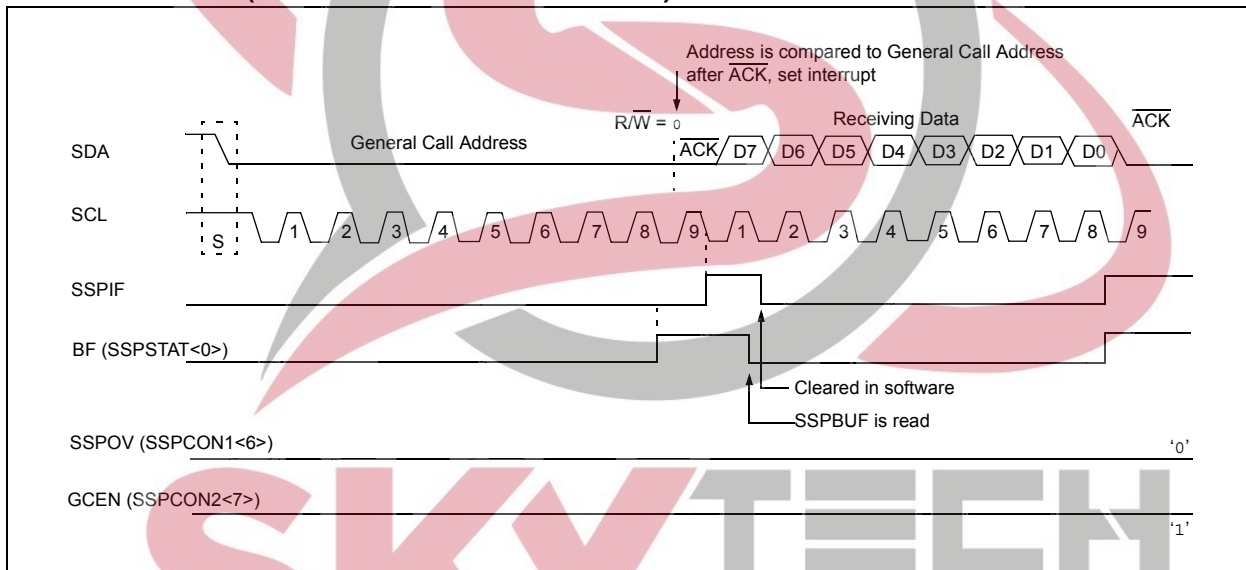 Address is compared to General Call Address
after ACK, set interrupt
R/W = 0
Receiving Data
ACK
SDA
General Call Address
ACK D7 D6 D5 D4 D3 D2 D1 D0
SCL
S
1 2 3 4 5 6 7 8 9 1 2 3 4 5 6 7 8 9
SSPIF
BF (SSPSTAT<0>)
Cleared in software
SSPBUF is read
SSPOV (SSPCON1<6>)
‘0’
GCEN (SSPCON2<7>)
‘1’
SKYTECH